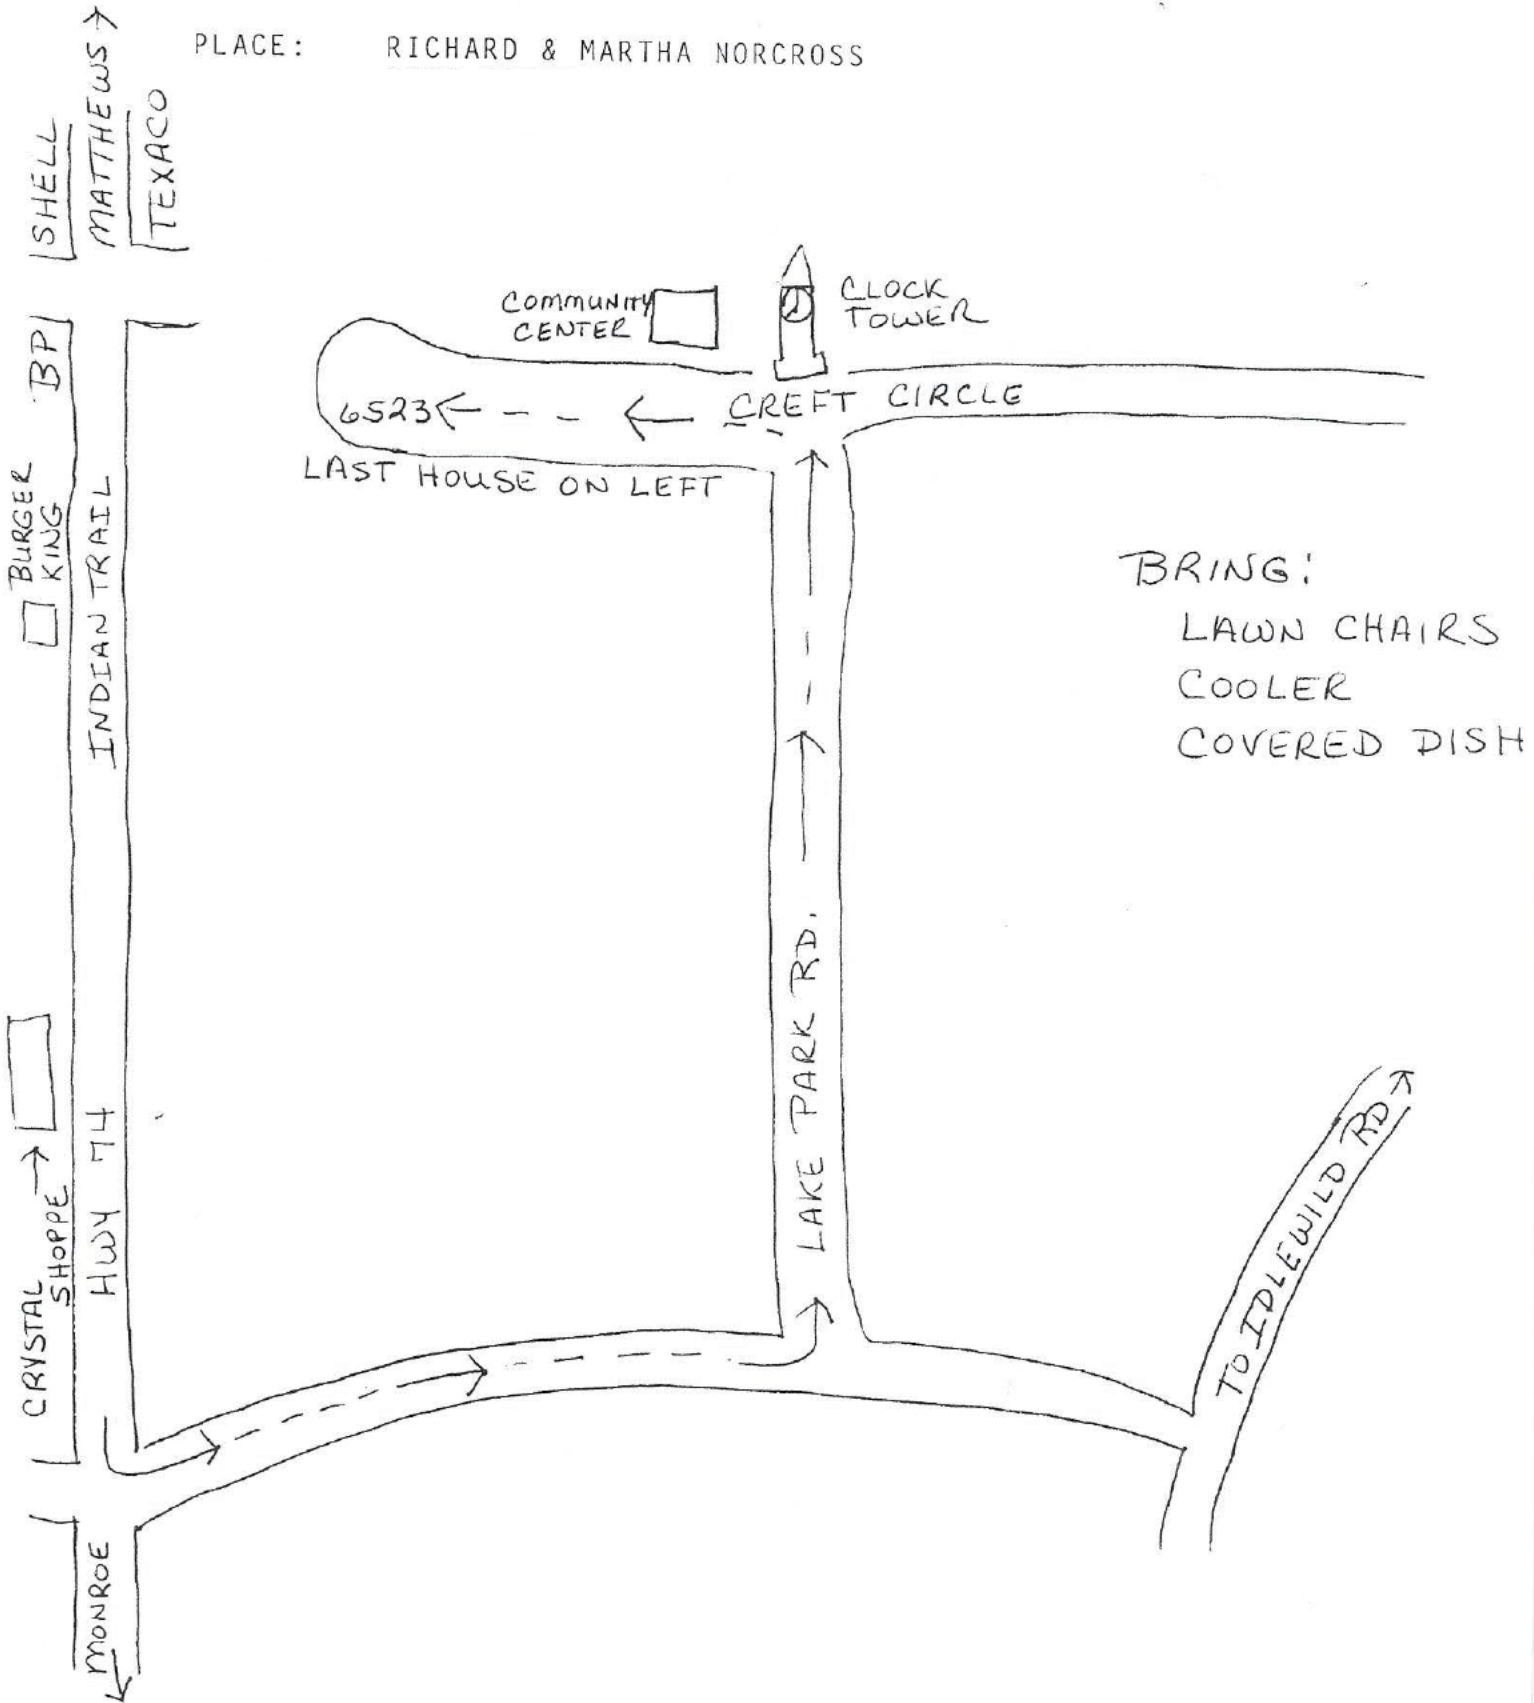 PLACE: RICHARD & MARTHA NORCROSS
MATTHEWS
SHELL
TEXACO
BP
BURGER
KING
INDIAN TRAIL
COMMUNITY
CENTER
CLOCK
TOWER
CREFT CIRCLE
6523
LAST HOUSE ON LEFT
BRING:
LAWN CHAIRS
COOLER
COVERED DISH
LAKE PARK RD.
CRYSTAL
SHOPPE
HWY 74
TO IDLEWILD RD
MONROE